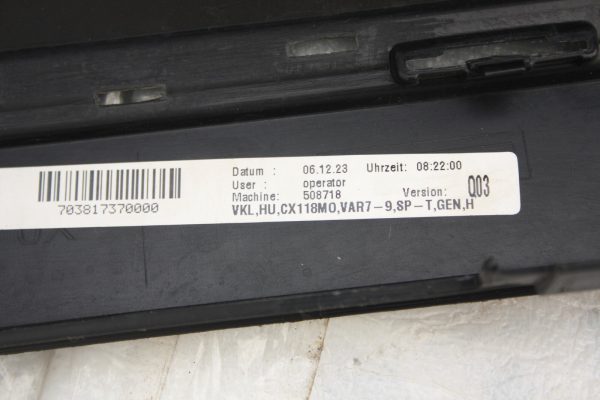 Datum : 06.12.23 Uhrzeit: 08:22:00
User : operator
Machine: 508718 Version: Q03
703817370000
VKL,HU,CX118MO,VAR7-9,SP-T,GEN,H